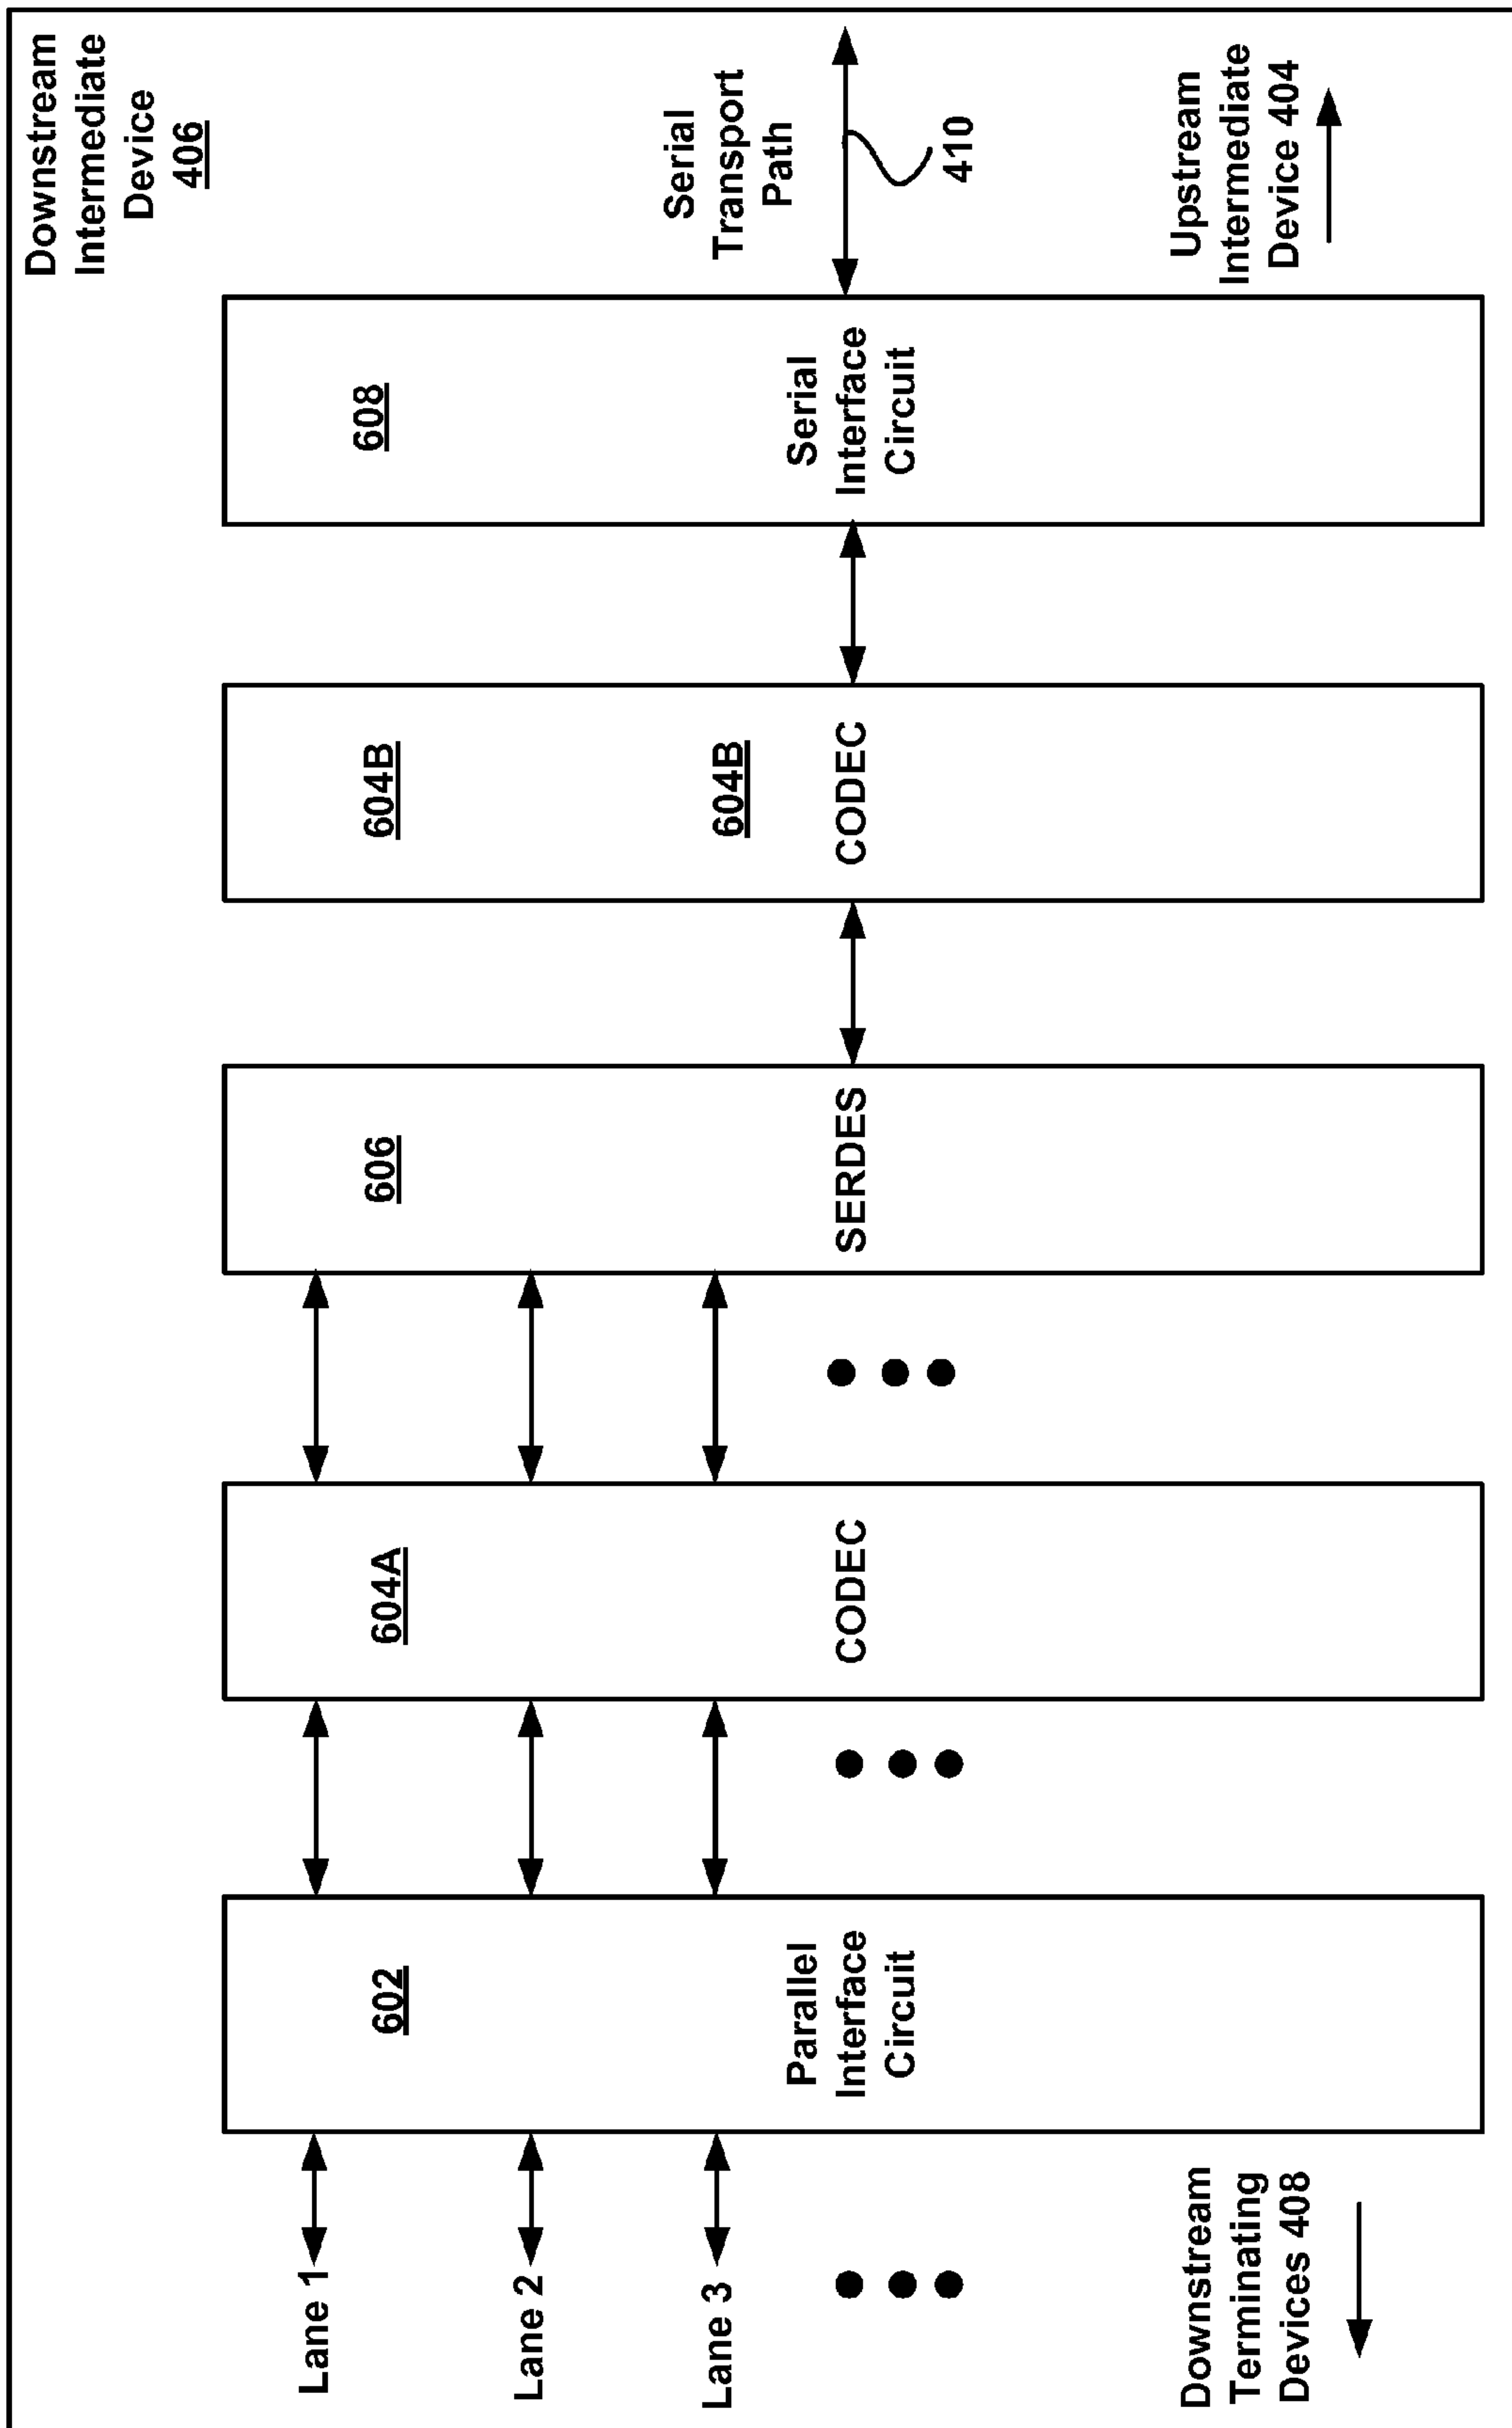 Downstream
Intermediate
Device
406
Lane 1
Lane 2
Lane 3
602
Parallel
Interface
Circuit
604A
CODEC
606
SERDES
604B
604B
CODEC
608
Serial
Interface
Circuit
Serial
Transport
Path
410
Downstream
Terminating
Devices 408
Upstream
Intermediate
Device 404